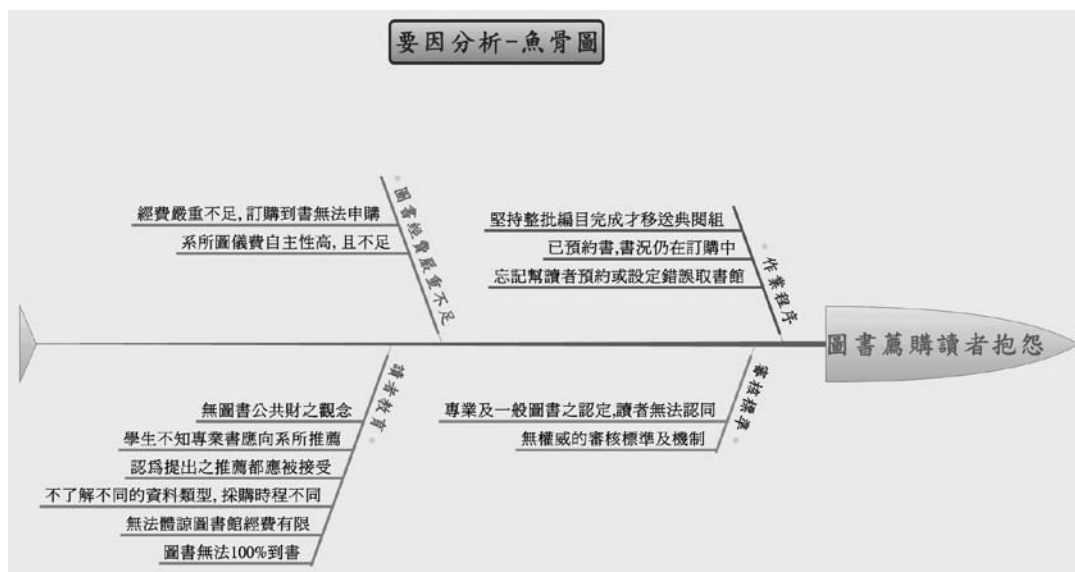 要因分析-魚骨圖
圖書經費嚴重不足
經費嚴重不足,訂購到書無法申購
系所圖儀費自主性高,且不足
作業程序
堅持整批編目完成才移送典閱組
已預約書,書況仍在訂購中
忘記幫讀者預約或設定錯誤取書館
圖書薦購讀者抱怨
讀者教育
無圖書公共財之觀念
學生不知專業書應向系所推薦
認為提出之推薦都應被接受
不了解不同的資料類型,採購時程不同
無法體諒圖書館經費有限
圖書無法100%到書
審核標準
專業及一般圖書之認定,讀者無法認同
無權威的審核標準及機制